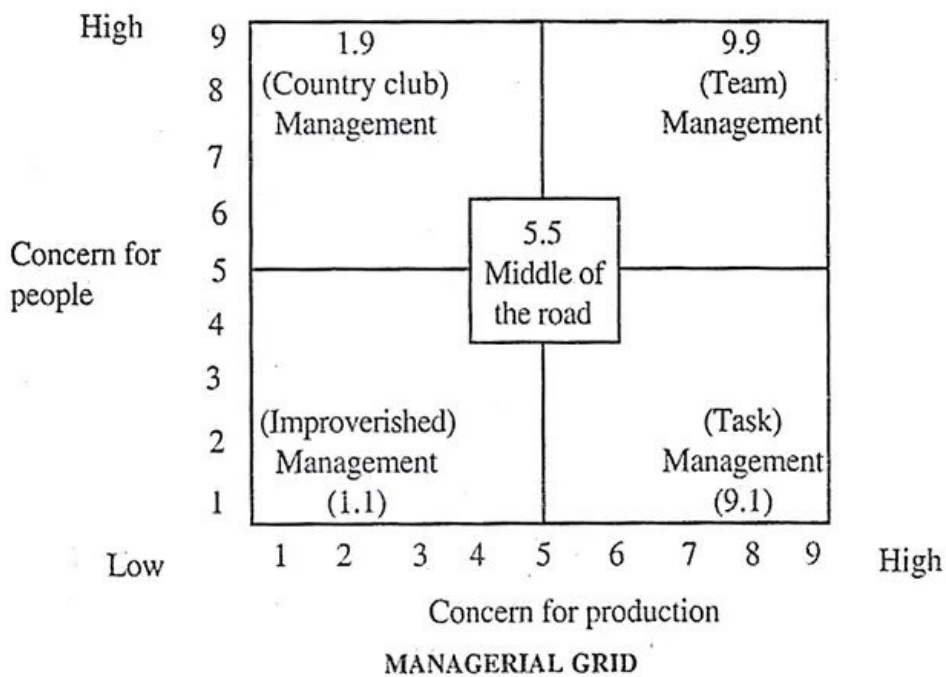 High
9
8
7
6
5
4
3
2
1
Concern for
people
1.9
(Country club)
Management
9.9
(Team)
Management
5.5
Middle of
the road
(Improverished)
Management
(1.1)
(Task)
Management
(9.1)
Low
1 2 3 4 5 6 7 8 9
High
Concern for production
MANAGERIAL GRID